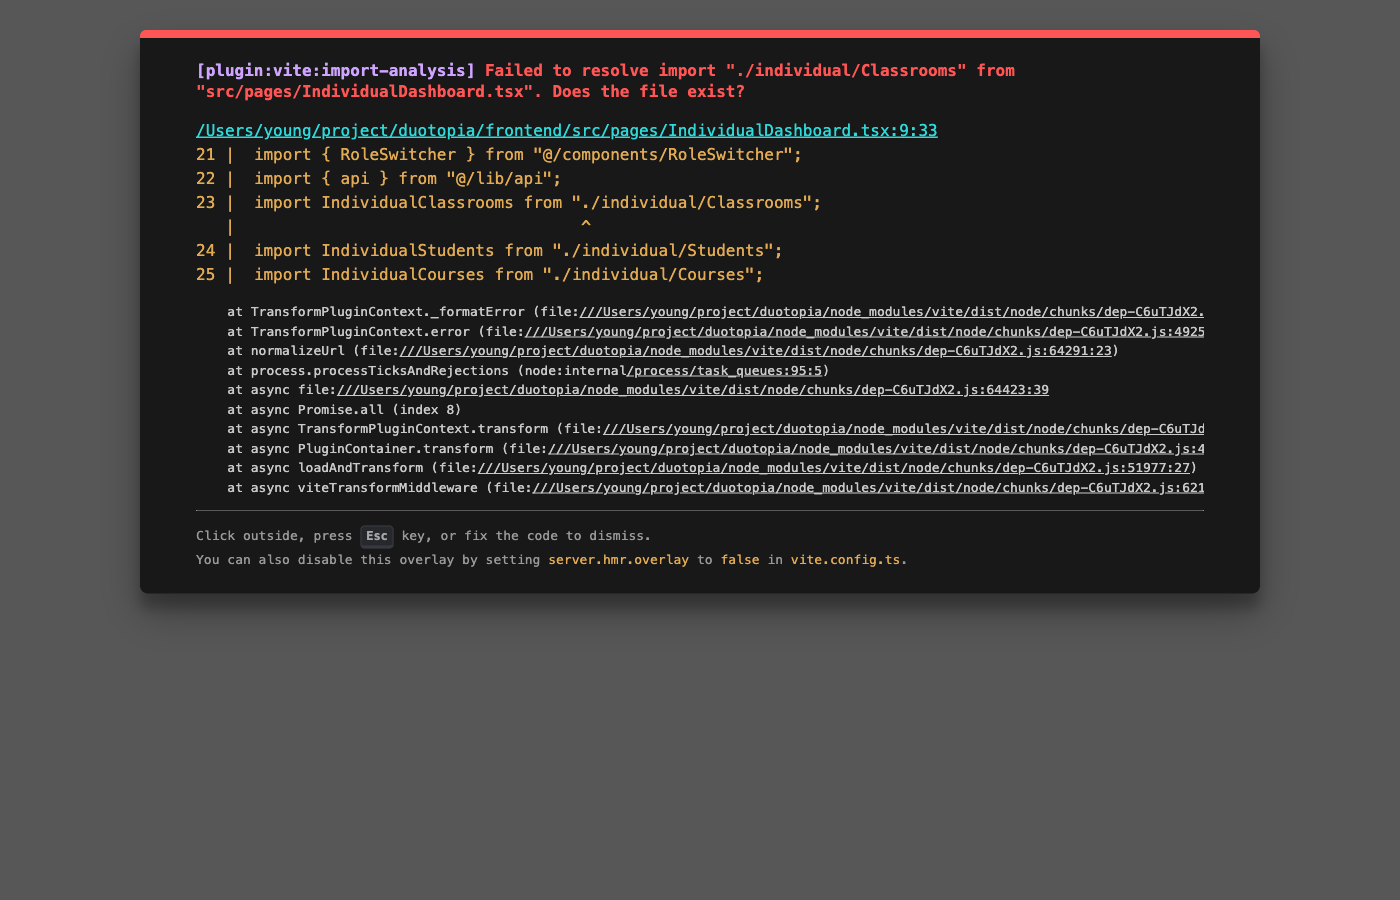 [plugin:vite:import-analysis] Failed to resolve import "./individual/Classrooms" from
"src/pages/IndividualDashboard.tsx". Does the file exist?
/Users/young/project/duotopia/frontend/src/pages/IndividualDashboard.tsx:9:33
21 |  import { RoleSwitcher } from "@/components/RoleSwitcher";
22 |  import { api } from "@/lib/api";
23 |  import IndividualClassrooms from "./individual/Classrooms";
   |                                     ^
24 |  import IndividualStudents from "./individual/Students";
25 |  import IndividualCourses from "./individual/Courses";
at TransformPluginContext._formatError (file:///Users/young/project/duotopia/node_modules/vite/dist/node/chunks/dep-C6uTJdX2.
at TransformPluginContext.error (file:///Users/young/project/duotopia/node_modules/vite/dist/node/chunks/dep-C6uTJdX2.js:4925
at normalizeUrl (file:///Users/young/project/duotopia/node_modules/vite/dist/node/chunks/dep-C6uTJdX2.js:64291:23)
at process.processTicksAndRejections (node:internal/process/task_queues:95:5)
at async file:///Users/young/project/duotopia/node_modules/vite/dist/node/chunks/dep-C6uTJdX2.js:64423:39
at async Promise.all (index 8)
at async TransformPluginContext.transform (file:///Users/young/project/duotopia/node_modules/vite/dist/node/chunks/dep-C6uTJd
at async PluginContainer.transform (file:///Users/young/project/duotopia/node_modules/vite/dist/node/chunks/dep-C6uTJdX2.js:4
at async loadAndTransform (file:///Users/young/project/duotopia/node_modules/vite/dist/node/chunks/dep-C6uTJdX2.js:51977:27)
at async viteTransformMiddleware (file:///Users/young/project/duotopia/node_modules/vite/dist/node/chunks/dep-C6uTJdX2.js:621
Click outside, press Esc key, or fix the code to dismiss.
You can also disable this overlay by setting server.hmr.overlay to false in vite.config.ts.